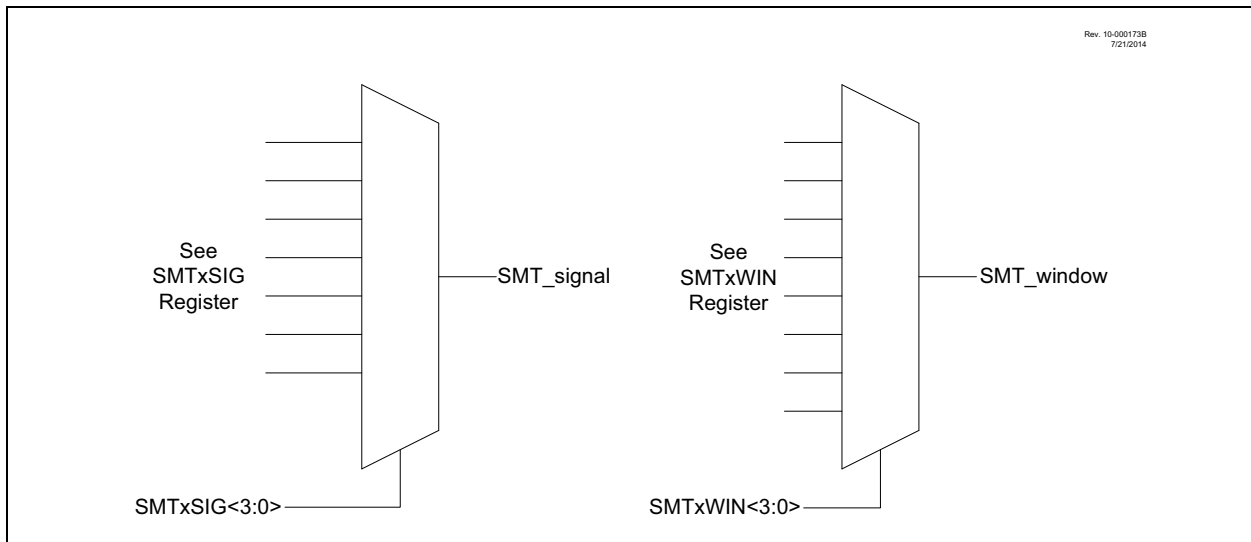 Rev. 10-000173B
7/21/2014
See
SMTxSIG
Register
SMT_signal
SMTxSIG<3:0>
See
SMTxWIN
Register
SMT_window
SMTxWIN<3:0>